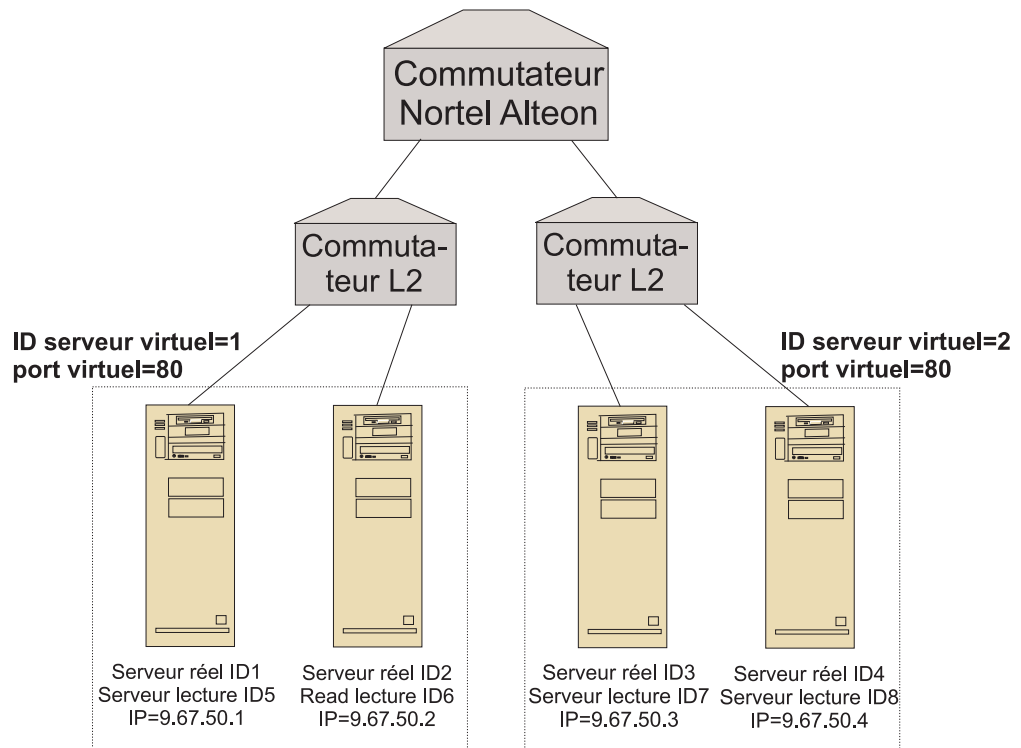 Commutateur
Nortel Alteon
Commuta-
teur L2
Commuta-
teur L2
ID serveur virtuel=1
port virtuel=80
ID serveur virtuel=2
port virtuel=80
Serveur réel ID1
Serveur lecture ID5
IP=9.67.50.1
Serveur réel ID2
Read lecture ID6
IP=9.67.50.2
Serveur réel ID3
Serveur lecture ID7
IP=9.67.50.3
Serveur réel ID4
Serveur lecture ID8
IP=9.67.50.4